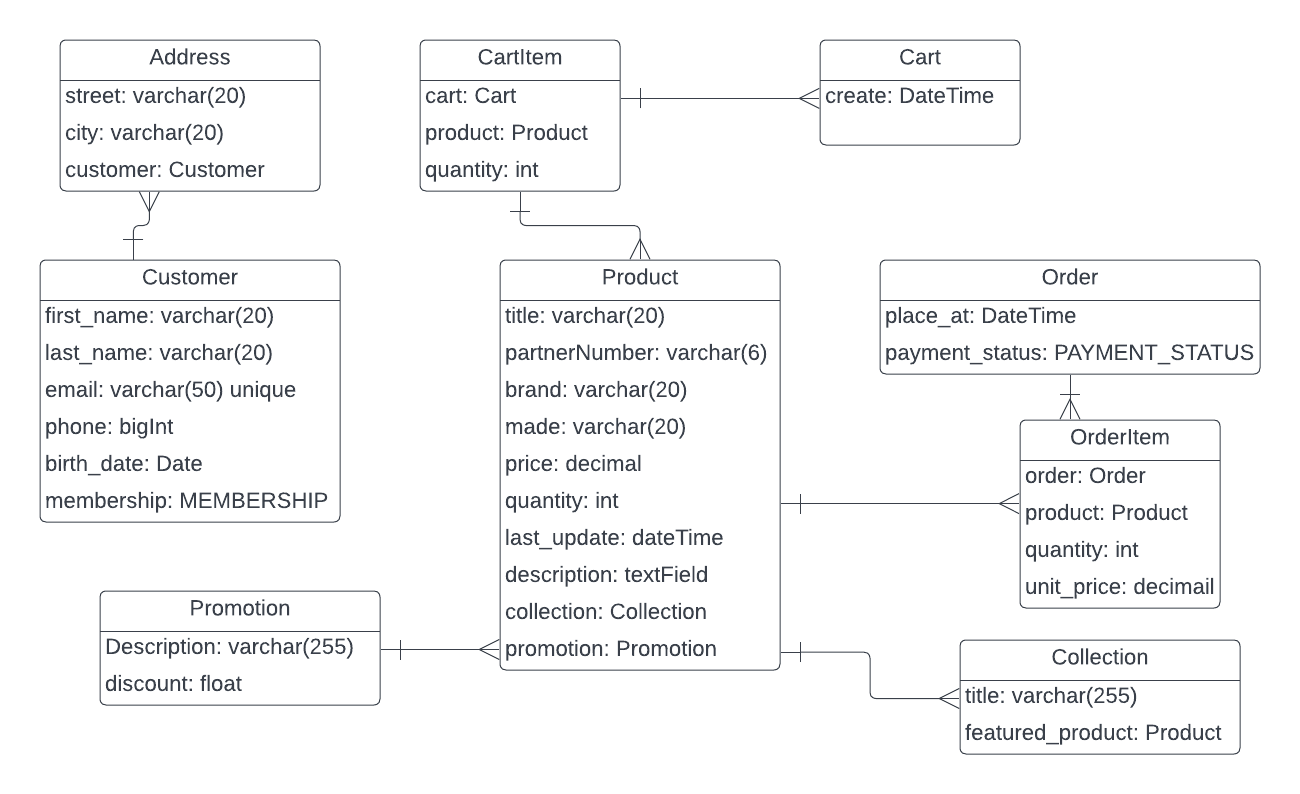 Address
street: varchar(20)
city: varchar(20)
customer: Customer
CartItem
cart: Cart
product: Product
quantity: int
Cart
create: DateTime
Customer
first_name: varchar(20)
last_name: varchar(20)
email: varchar(50) unique
phone: bigInt
birth_date: Date
membership: MEMBERSHIP
Product
title: varchar(20)
partnerNumber: varchar(6)
brand: varchar(20)
made: varchar(20)
price: decimal
quantity: int
last_update: dateTime
description: textField
collection: Collection
promotion: Promotion
Order
place_at: DateTime
payment_status: PAYMENT_STATUS
OrderItem
order: Order
product: Product
quantity: int
unit_price: decimail
Promotion
Description: varchar(255)
discount: float
Collection
title: varchar(255)
featured_product: Product